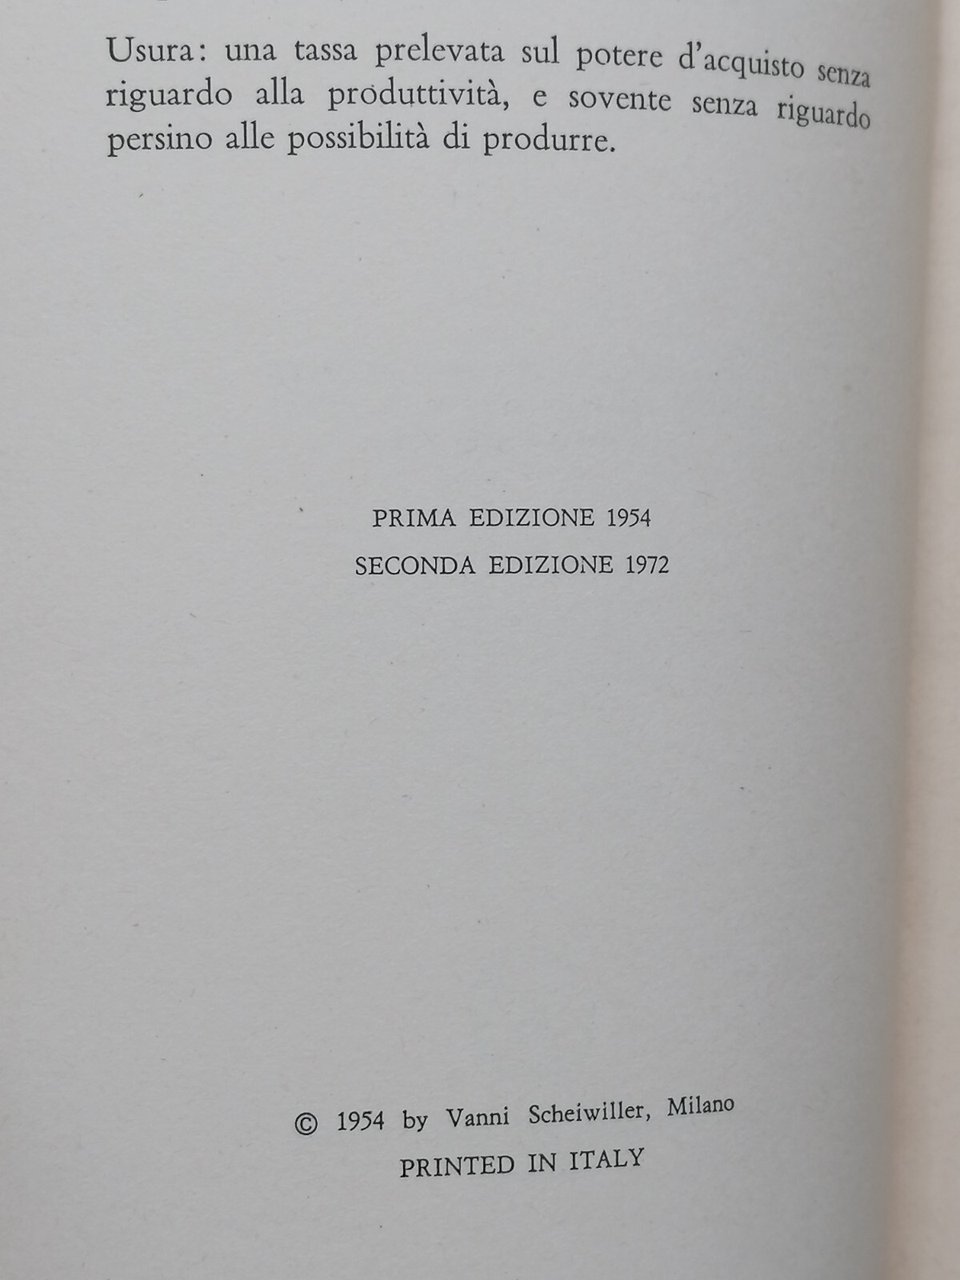 Usura: una tassa prelevata sul potere d'acquisto senza
riguardo alla produttività, e sovente senza riguardo
persino alle possibilità di produrre.
PRIMA EDIZIONE 1954
SECONDA EDIZIONE 1972
© 1954 by Vanni Scheiwiller, Milano
PRINTED IN ITALY